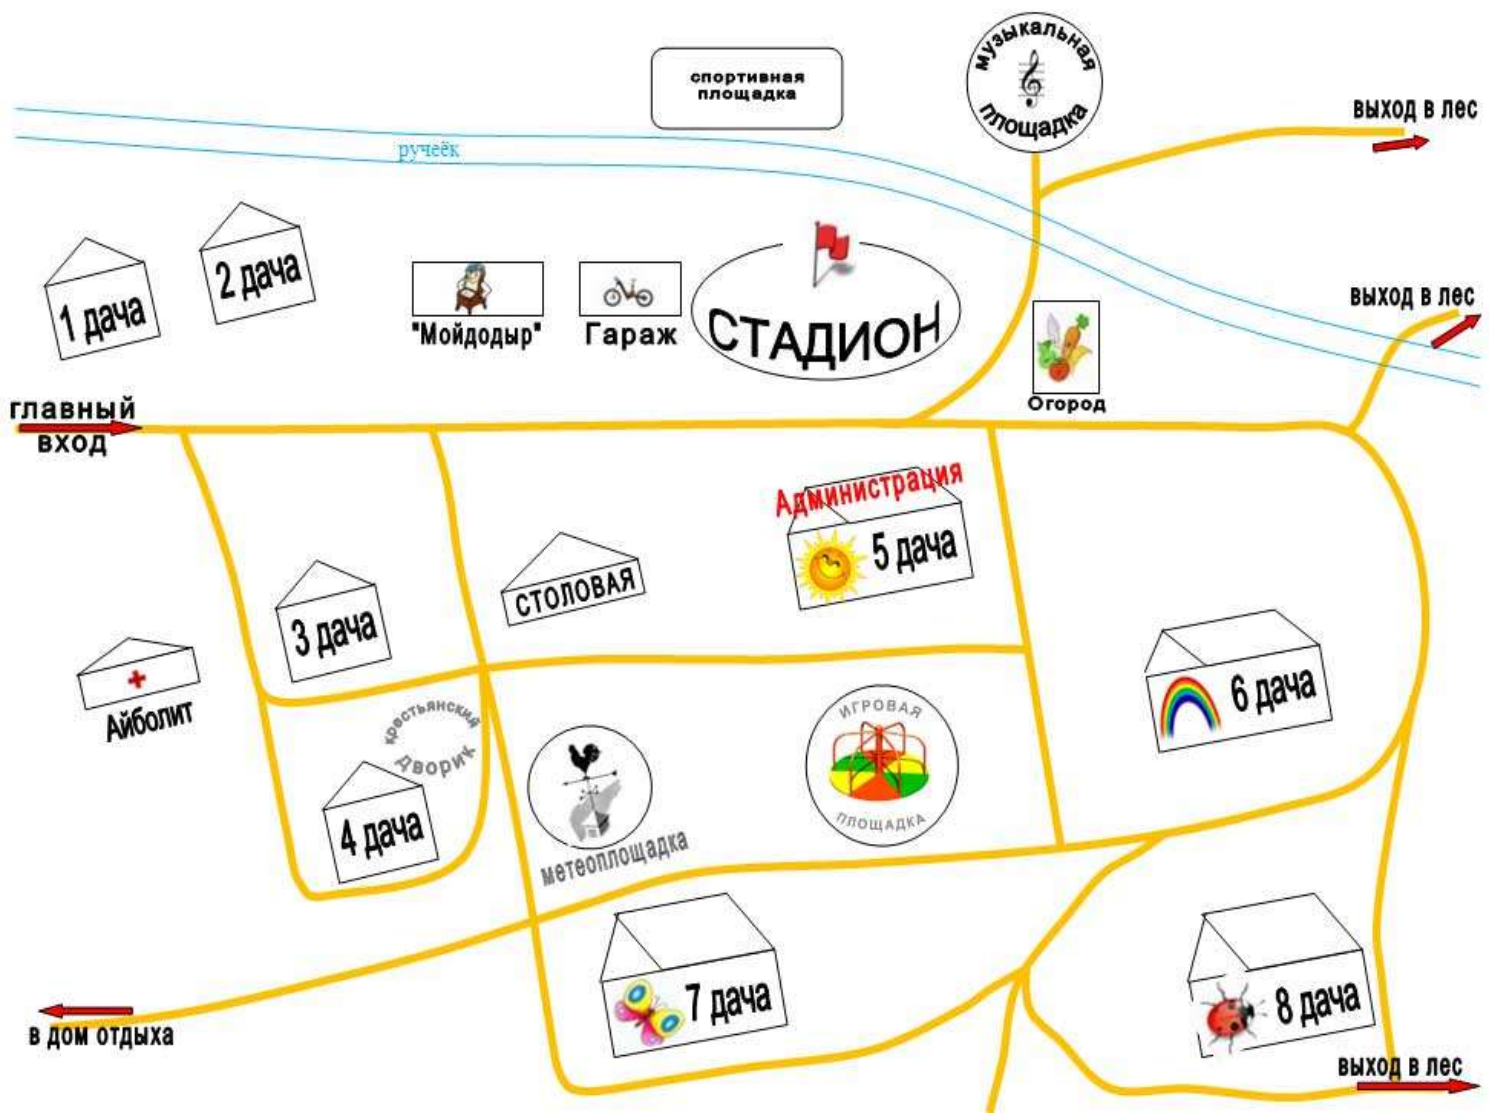 спортивная
площадка
музыкальная
площадка
выход в лес
ручеёк
1 дача
2 дача
"Мойдодыр"
Гараж
СТАДИОН
Огород
выход в лес
главный
вход
Администрация
5 дача
столовая
3 дача
6 дача
Айболит
крестьянский
дворик
4 дача
метеоплощадка
ИГРОВАЯ
ПЛОЩАДКА
7 дача
8 дача
в дом отдыха
выход в лес